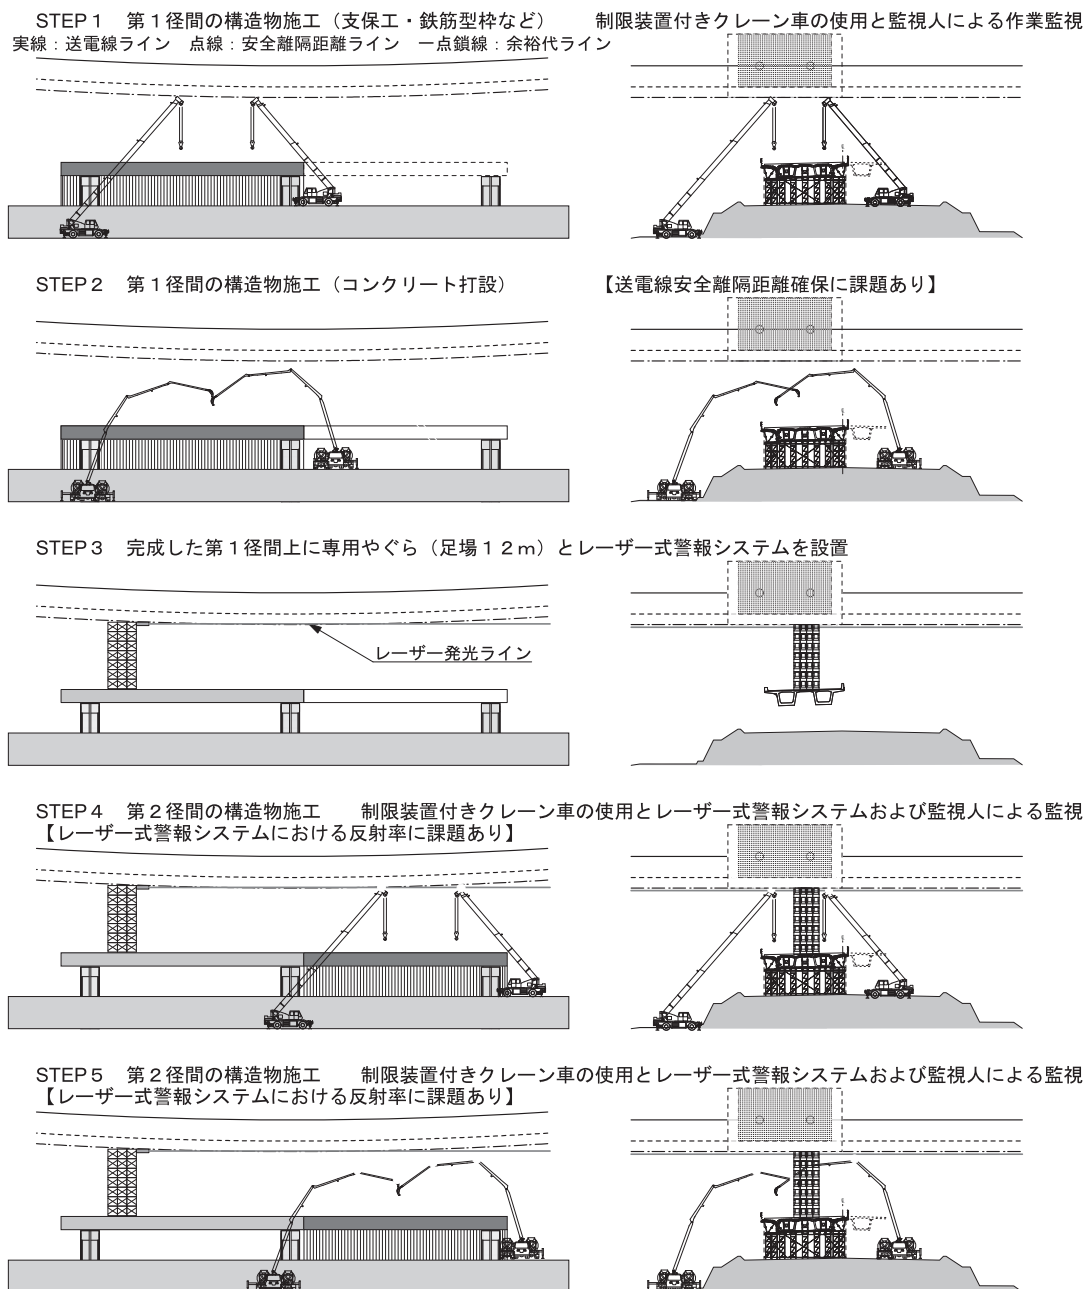 STEP1　第１径間の構造物施工（支保工・鉄筋型枠など）　　制限装置付きクレーン車の使用と監視人による作業監視
実線：送電線ライン　点線：安全離隔距離ライン　一点鎖線：余裕代ライン
STEP2　第１径間の構造物施工（コンクリート打設）　　【送電線安全離隔距離確保に課題あり】
STEP3　完成した第１径間上に専用やぐら（足場１２ｍ）とレーザー式警報システムを設置
レーザー発光ライン
STEP4　第２径間の構造物施工　　制限装置付きクレーン車の使用とレーザー式警報システムおよび監視人による監視
【レーザー式警報システムにおける反射率に課題あり】
STEP5　第２径間の構造物施工　　制限装置付きクレーン車の使用とレーザー式警報システムおよび監視人による監視
【レーザー式警報システムにおける反射率に課題あり】